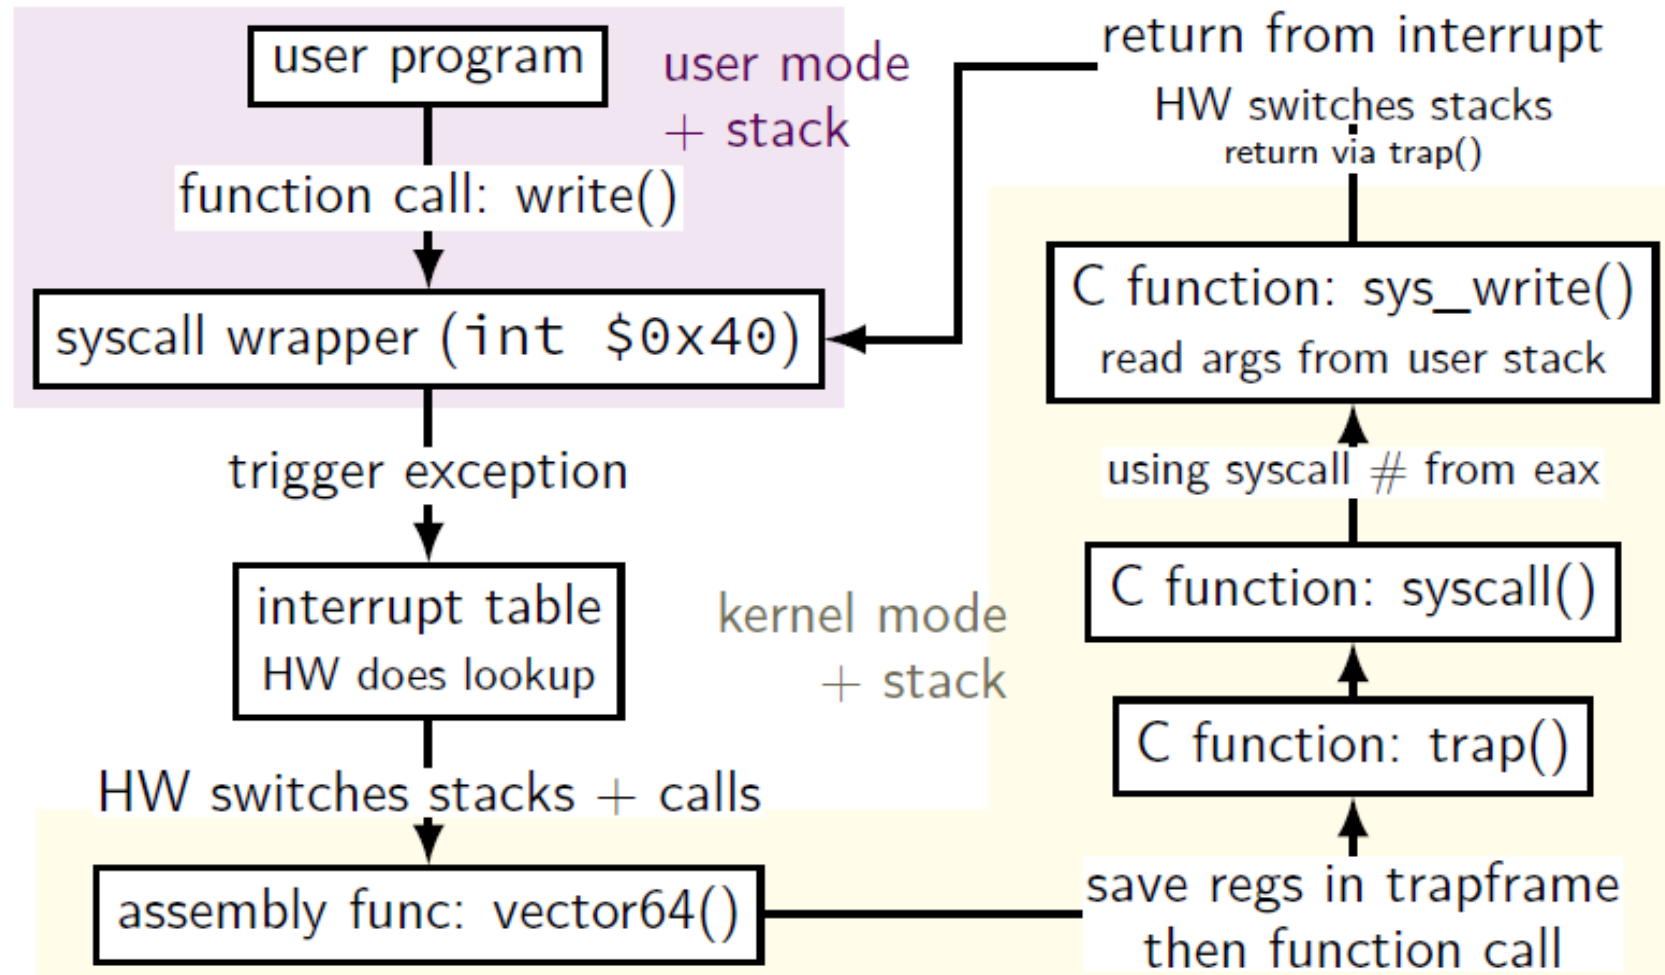 user program
user mode
+ stack
function call: write()
syscall wrapper (int $0x40)
trigger exception
interrupt table
HW does lookup
kernel mode
+ stack
HW switches stacks + calls
assembly func: vector64()
save regs in trapframe
then function call
C function: trap()
C function: syscall()
using syscall # from eax
C function: sys_write()
read args from user stack
return via trap()
HW switches stacks
return from interrupt